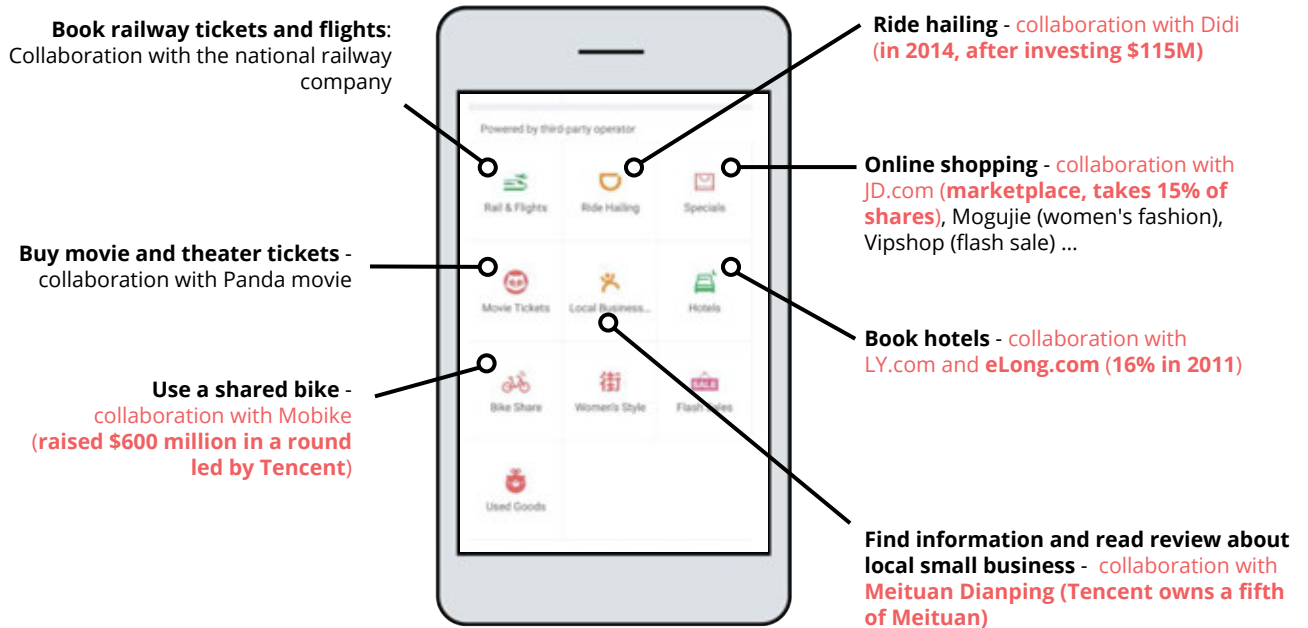 Book railway tickets and flights:
Collaboration with the national railway
company
Buy movie and theater tickets -
collaboration with Panda movie
Use a shared bike -
collaboration with Mobike
(raised $600 million in a round
led by Tencent)
Powered by third-party operator
Rail & Flights
Ride Hailing
Specials
Movie Tickets
Local Business...
Hotels
街
SALE
Bike Share
Women's Style
Flash Sales
Used Goods
Ride hailing - collaboration with Didi
(in 2014, after investing $115M)
Online shopping - collaboration with
JD.com (marketplace, takes 15% of
shares), Mogujie (women's fashion),
Vipshop (flash sale) ...
Book hotels - collaboration with
LY.com and eLong.com (16% in 2011)
Find information and read review about
local small business - collaboration with
Meituan Dianping (Tencent owns a fifth
of Meituan)